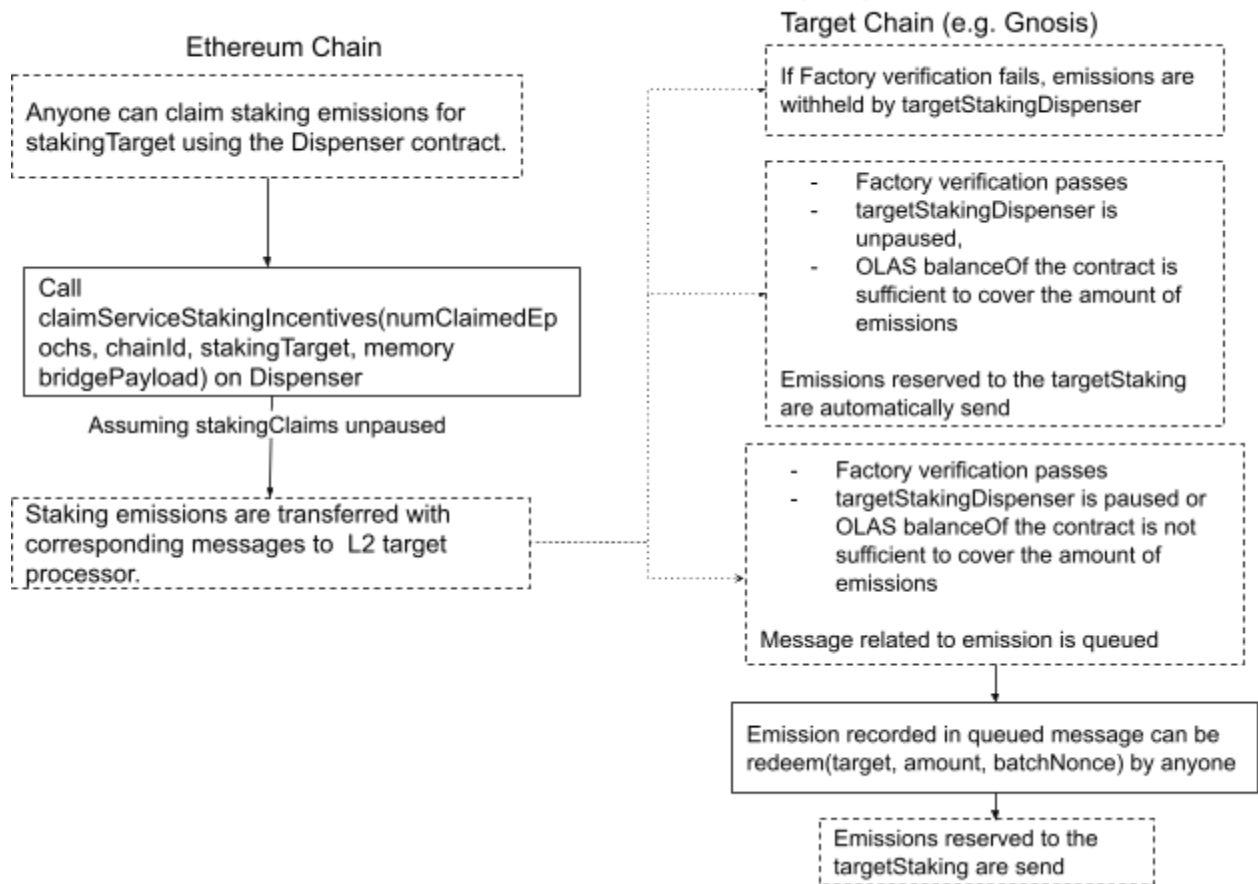 Ethereum Chain
Anyone can claim staking emissions for
stakingTarget using the Dispenser contract.
Call
claimServiceStakingIncentives(numClaimedEp
ochs, chainId, stakingTarget, memory
bridgePayload) on Dispenser
Assuming stakingClaims unpaused
Staking emissions are transferred with
corresponding messages to L2 target
processor.
Target Chain (e.g. Gnosis)
If Factory verification fails, emissions are
withheld by targetStakingDispenser
- Factory verification passes
- targetStakingDispenser is
unpaused,
- OLAS balanceOf the contract is
sufficient to cover the amount of
emissions
Emissions reserved to the targetStaking
are automatically send
- Factory verification passes
- targetStakingDispenser is paused or
OLAS balanceOf the contract is not
sufficient to cover the amount of
emissions
Message related to emission is queued
Emission recorded in queued message can be
redeem(target, amount, batchNonce) by anyone
Emissions reserved to the
targetStaking are send